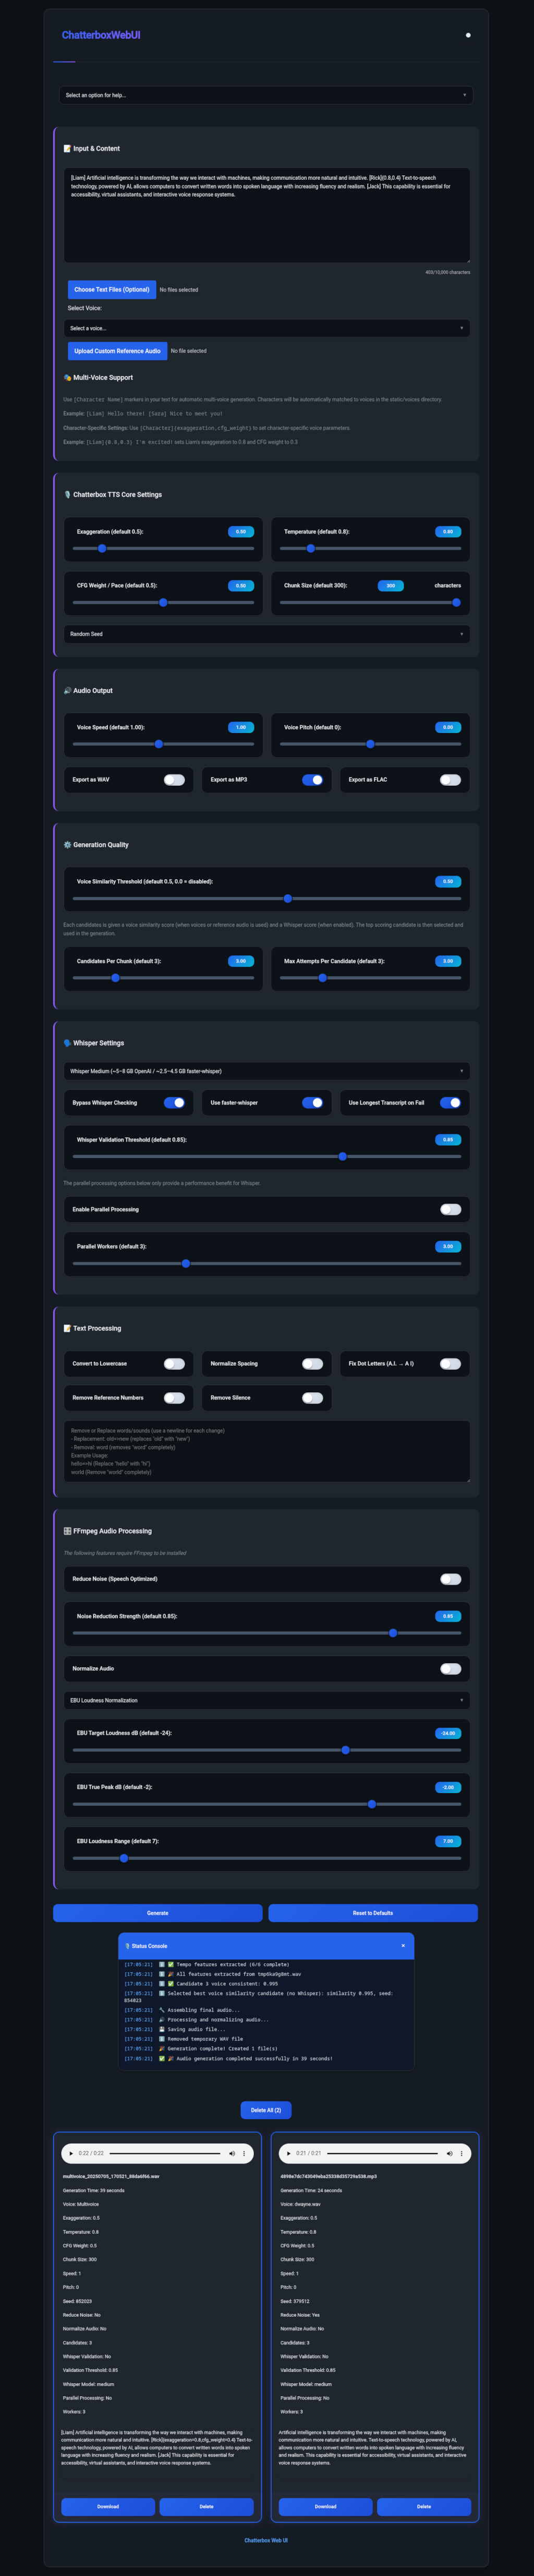 ChatterboxWebUI
Select an option for help...
📝 Input & Content
[Liam] Artificial intelligence is transforming the way we interact with machines, making communication more natural and intuitive. [Rick](0.8,0.4) Text-to-speech
technology, powered by AI, allows computers to convert written words into spoken language with increasing fluency and realism. [Jack] This capability is essential for
accessibility, virtual assistants, and interactive voice response systems.
403/10,000 characters
Choose Text Files (Optional) No files selected
Select Voice:
Select a voice...
Upload Custom Reference Audio No file selected
🎭 Multi-Voice Support
Use [Character Name] markers in your text for automatic multi-voice generation. Characters will be automatically matched to voices in the static/voices directory.
Example: [Liam] Hello there! [Sara] Nice to meet you!
Character-Specific Settings: Use [Character](exaggeration,cfg_weight) to set character-specific voice parameters.
Example: [Liam](0.8,0.3) I'm excited! sets Liam's exaggeration to 0.8 and CFG weight to 0.3
🎙️ Chatterbox TTS Core Settings
Exaggeration (default 0.5): 0.50
Temperature (default 0.8): 0.80
CFG Weight / Pace (default 0.5): 0.50
Chunk Size (default 300): 300 characters
Random Seed
🔊 Audio Output
Voice Speed (default 1.00): 1.00
Voice Pitch (default 0): 0.00
Export as WAV
Export as MP3
Export as FLAC
⚙️ Generation Quality
Voice Similarity Threshold (default 0.5, 0.0 = disabled): 0.50
Each candidates is given a voice similarity score (when voices or reference audio is used) and a Whisper score (when enabled). The top scoring candidate is then selected and
used in the generation.
Candidates Per Chunk (default 3): 3.00
Max Attempts Per Candidate (default 3): 3.00
🗣️ Whisper Settings
Whisper Medium (~5–8 GB OpenAI / ~2.5–4.5 GB faster-whisper)
Bypass Whisper Checking
Use faster-whisper
Use Longest Transcript on Fail
Whisper Validation Threshold (default 0.85): 0.85
The parallel processing options below only provide a performance benefit for Whisper.
Enable Parallel Processing
Parallel Workers (default 3): 3.00
📝 Text Processing
Convert to Lowercase
Normalize Spacing
Fix Dot Letters (A.I. → A I)
Remove Reference Numbers
Remove Silence
Remove or Replace words/sounds (use a newline for each change)
- Replacement: old=>new (replaces "old" with "new")
- Removal: word (removes "word" completely)
Example Usage:
hello=>hi (Replace "hello" with "hi")
world (Remove "world" completely)
🎛️ FFmpeg Audio Processing
The following features require FFmpeg to be installed
Reduce Noise (Speech Optimized)
Noise Reduction Strength (default 0.85): 0.85
Normalize Audio
EBU Loudness Normalization
EBU Target Loudness dB (default -24): -24.00
EBU True Peak dB (default -2): -2.00
EBU Loudness Range (default 7): 7.00
Generate
Reset to Defaults
🎙️ Status Console ×
[17:05:21] ✅ Tempo features extracted (6/6 complete)
[17:05:21] 🎉 All features extracted from
[17:05:21] ✅ Candidate 3 voice consistent: 0.995
[17:05:21] Selected best voice similarity candidate (no Whisper): similarity 0.995, seed:
854023
[17:05:21] 🔧 Assembling final audio...
[17:05:21] 🔊 Processing and normalizing audio...
[17:05:21] 💾 Saving audio file...
[17:05:21] Removed temporary WAV file
[17:05:21] 🎉 Generation complete! Created 1 file(s)
[17:05:21] ✅ 🎉 Audio generation completed successfully in 39 seconds!
Delete All (2)
0:22 / 0:22
multivoice_20250705_170521_88da6f6A.wav
Generation Time: 39 seconds
Voice: Multivoice
Exaggeration: 0.5
Temperature: 0.8
CFG Weight: 0.5
Chunk Size: 300
Speed: 1
Pitch: 0
Seed: 852023
Reduce Noise: No
Normalize Audio: No
Candidates: 3
Whisper Validation: No
Validation Threshold: 0.85
Whisper Model: medium
Parallel Processing: No
Workers: 3
[Liam] Artificial intelligence is transforming the way we interact with machines, making
communication more natural and intuitive. [Rick](exaggeration=0.8,cfg_weight=0.4) Text-to-
speech technology, powered by AI, allows computers to convert written words into spoken
language with increasing fluency and realism. [Jack] This capability is essential for
accessibility, virtual assistants, and interactive voice response systems.
Download
Delete
0:21 / 0:21
Generation Time: 24 seconds
Voice: dwayne.wav
Exaggeration: 0.5
Temperature: 0.8
CFG Weight: 0.5
Chunk Size: 300
Speed: 1
Pitch: 0
Seed: 379512
Reduce Noise: Yes
Normalize Audio: No
Candidates: 3
Whisper Validation: No
Validation Threshold: 0.85
Whisper Model: medium
Parallel Processing: No
Workers: 3
Artificial intelligence is transforming the way we interact with machines, making
communication more natural and intuitive. Text-to-speech technology, powered by AI,
allows computers to convert written words into spoken language with increasing fluency
and realism. This capability is essential for accessibility, virtual assistants, and interactive
voice response systems.
Download
Delete
Chatterbox Web UI